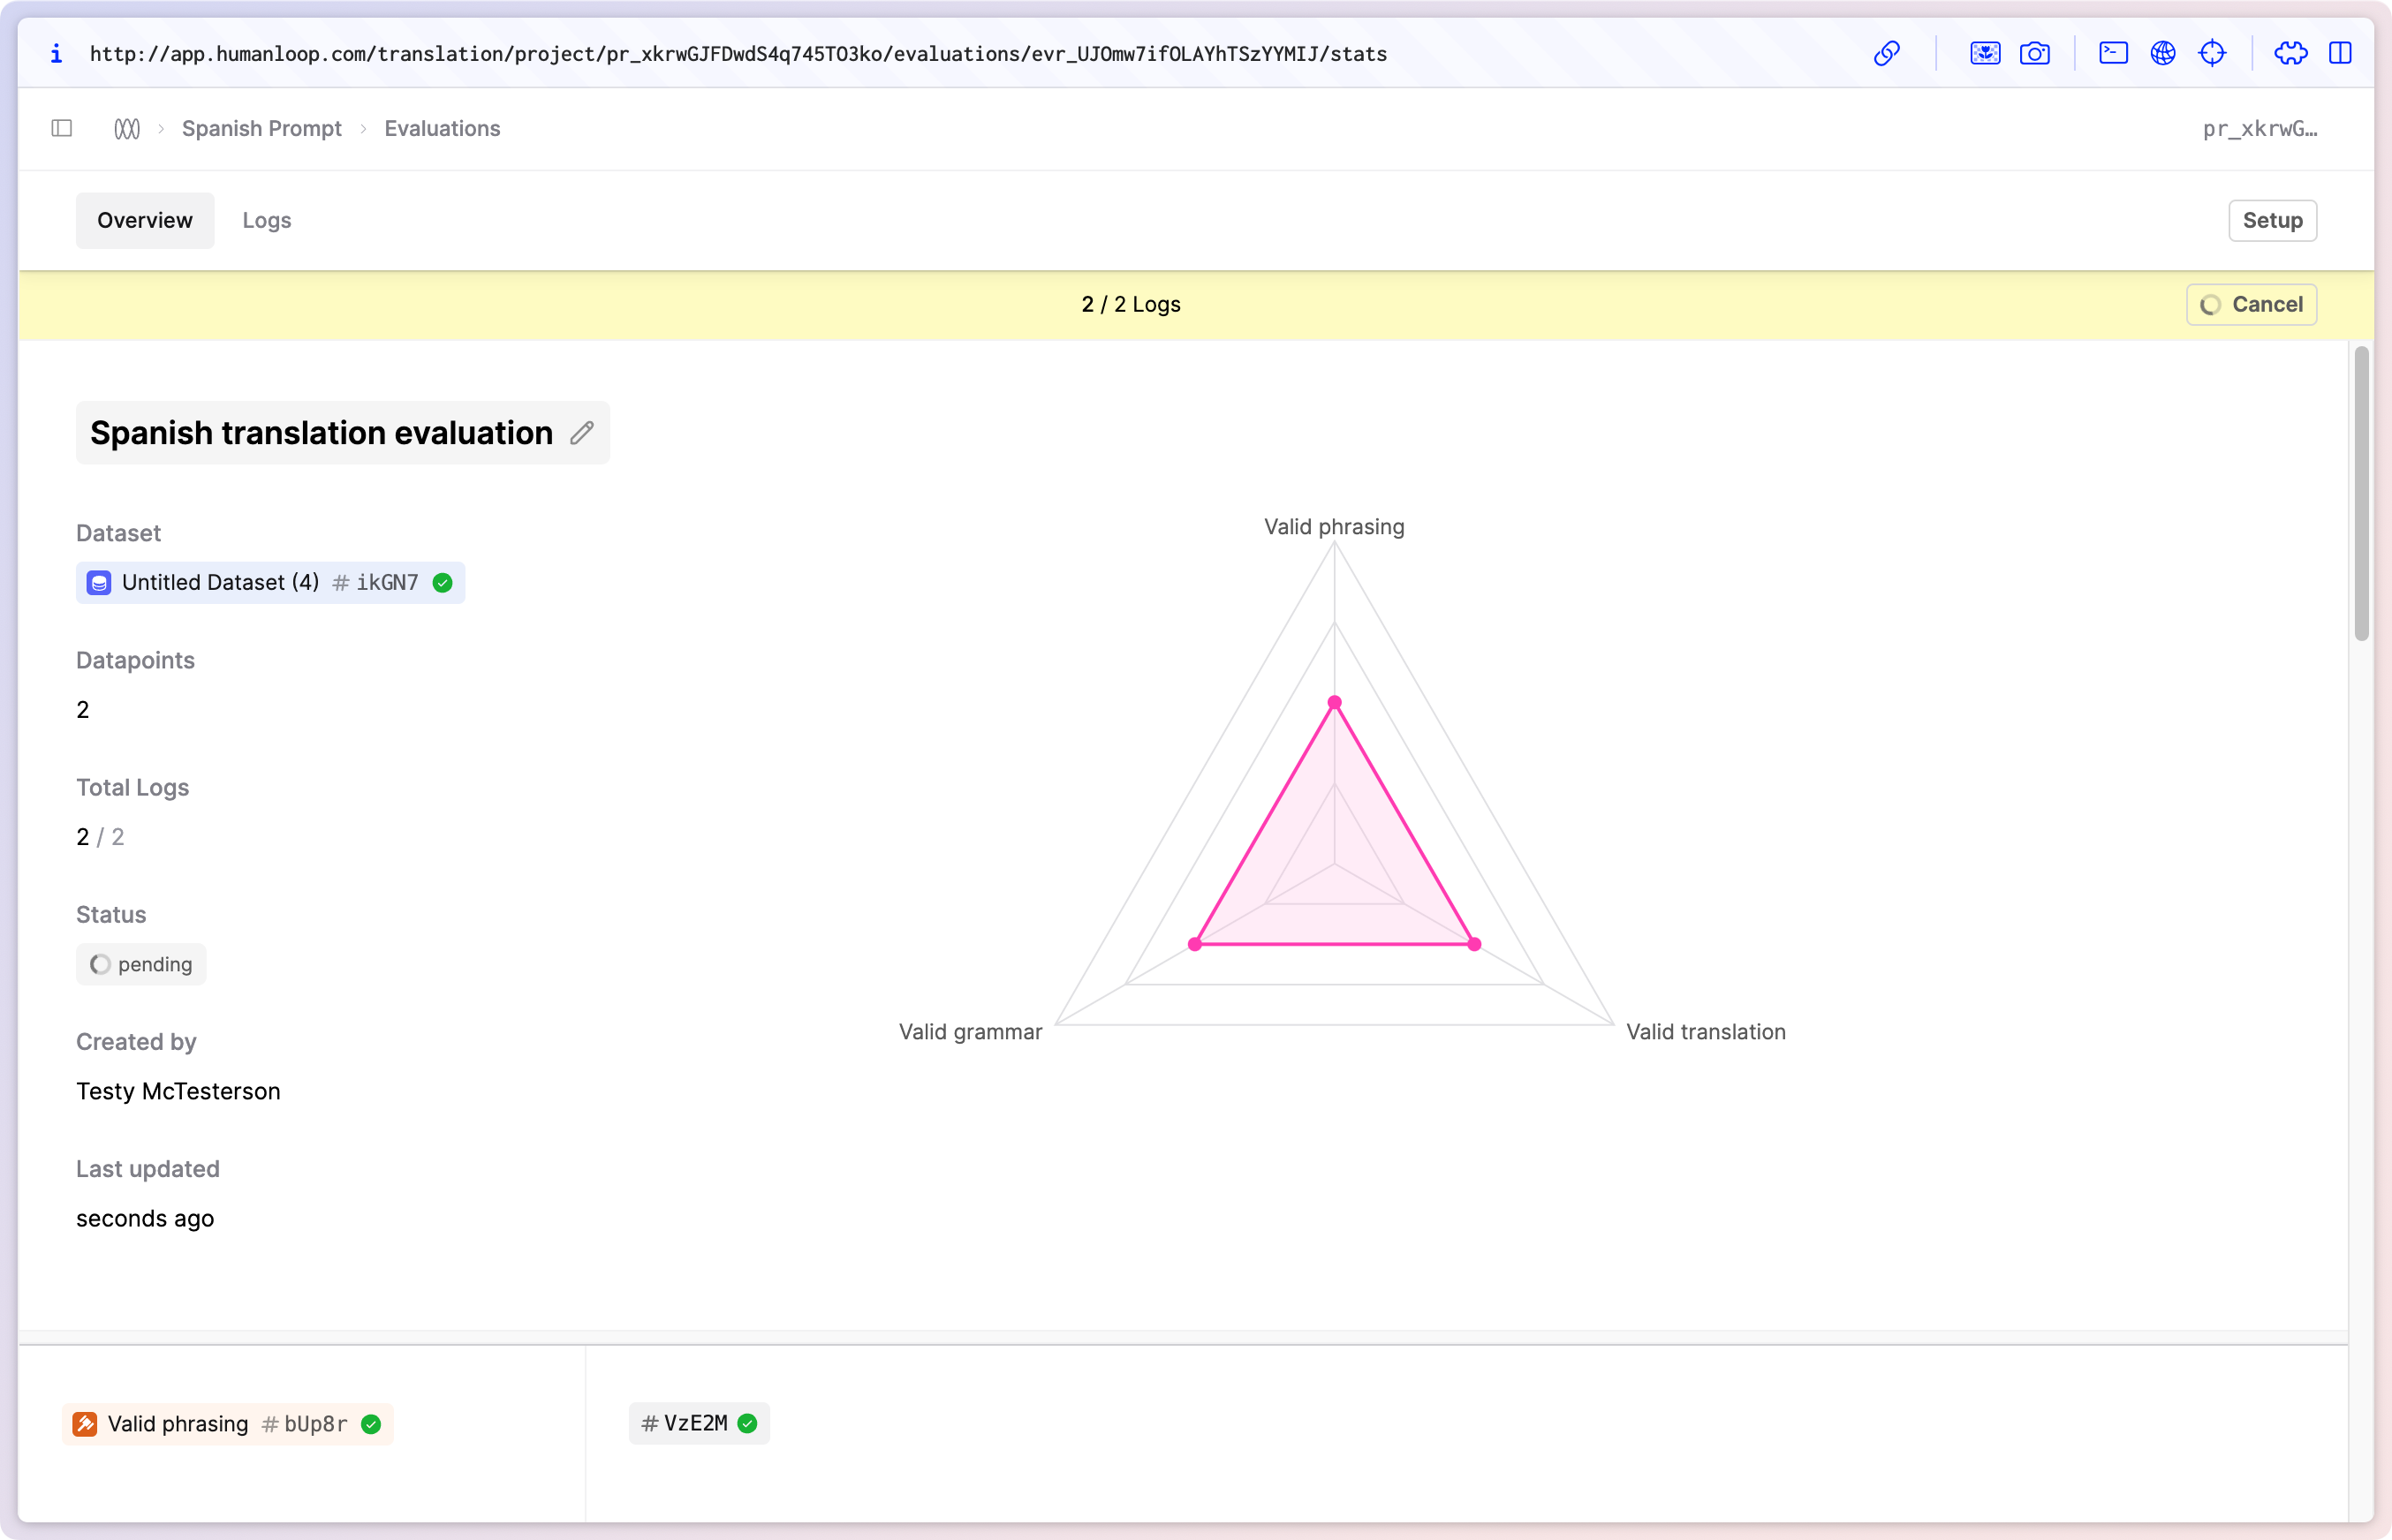 http://app.humanloop.com/translation/project/pr_xkrwGJFDwdS4q745TO3ko/evaluations/evr_UJOmw7ifOLAYhTSzYYMIJ/stats
Spanish Prompt > Evaluations
pr_xkrwG…
Overview
Logs
Setup
2 / 2 Logs
Cancel
Spanish translation evaluation
Dataset
Untitled Dataset (4) # ikGN7
Datapoints
2
Total Logs
2 / 2
Status
pending
Created by
Testy McTesterson
Last updated
seconds ago
Valid phrasing
Valid grammar
Valid translation
Valid phrasing # bUp8r
# VzE2M